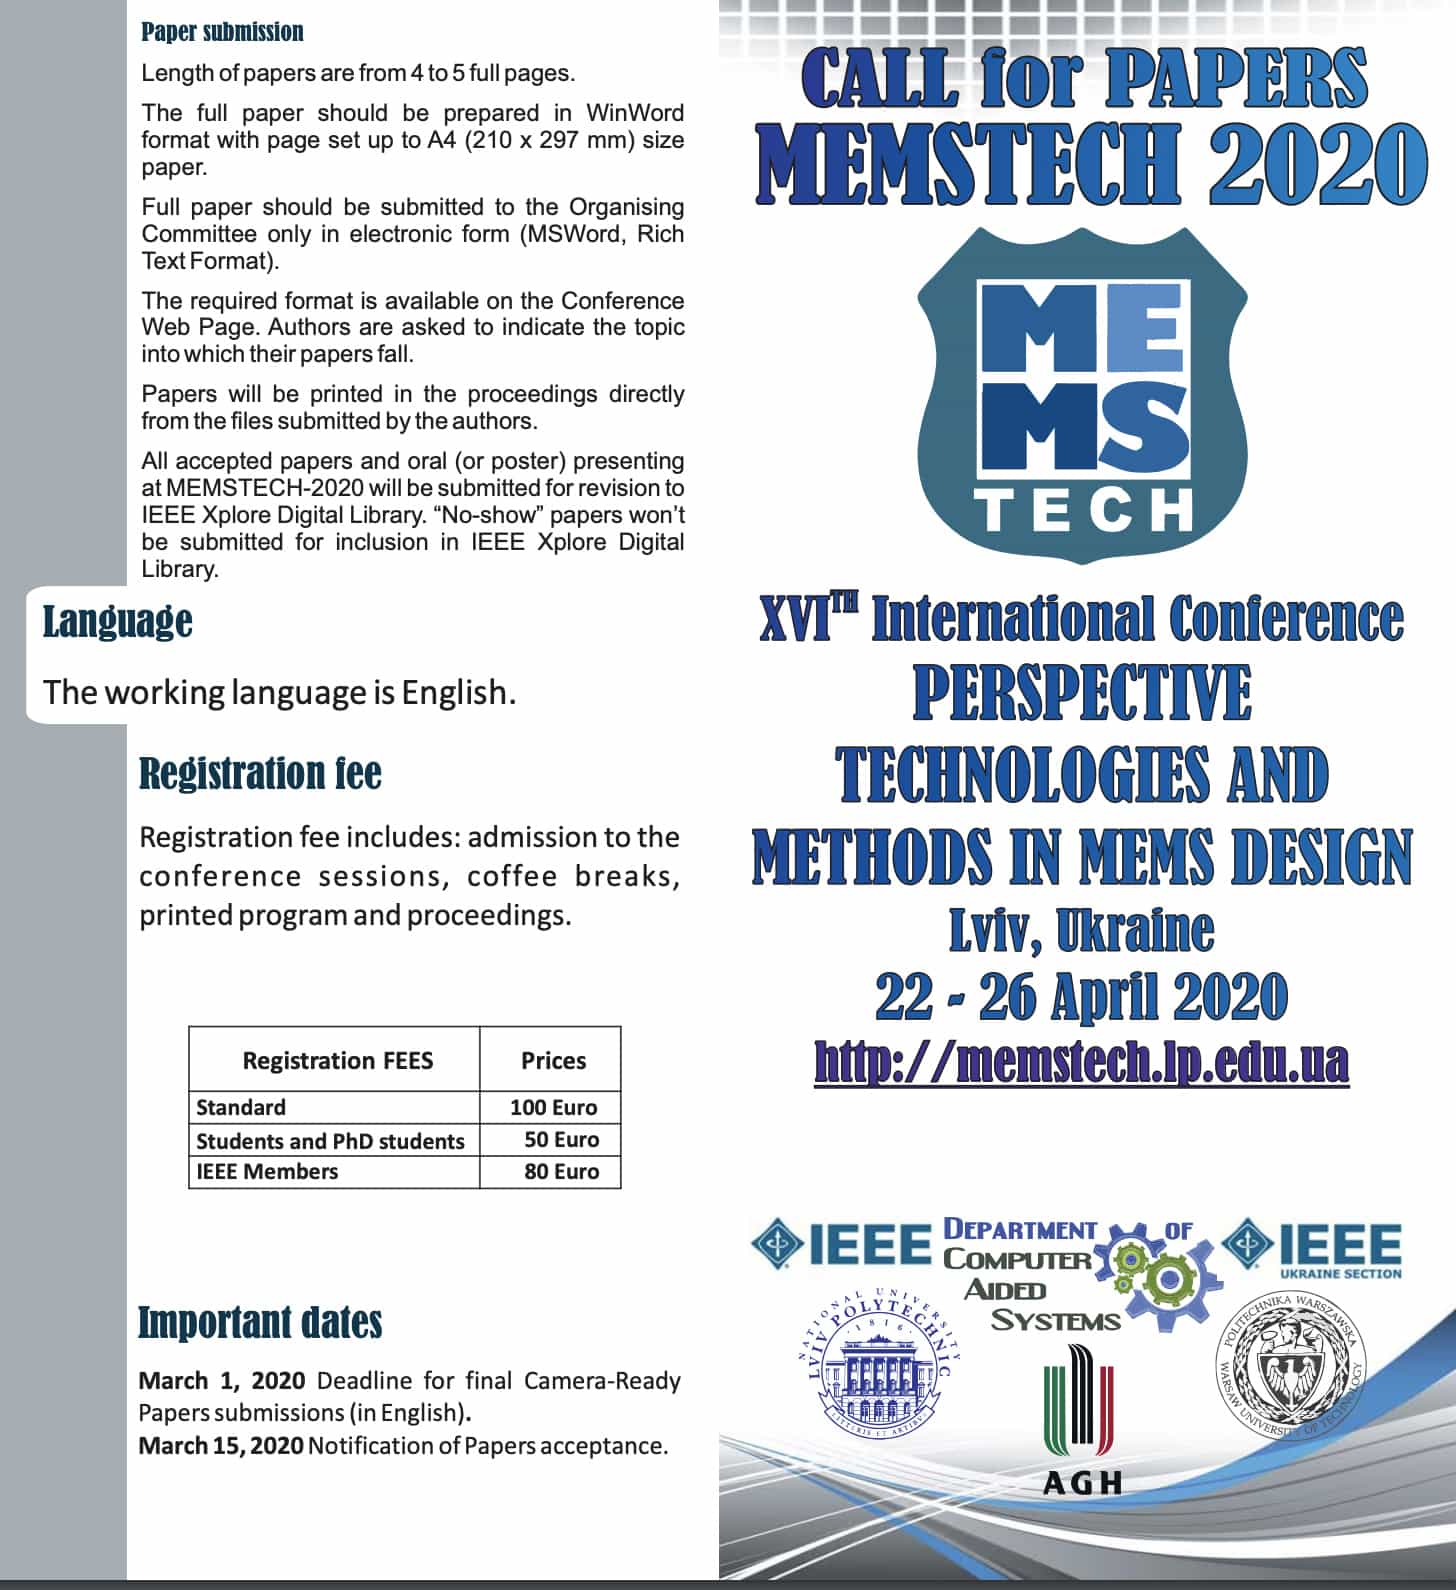 Paper submission
Length of papers are from 4 to 5 full pages.
The full paper should be prepared in WinWord
format with page set up to A4 (210 x 297 mm) size
paper.
Full paper should be submitted to the Organising
Committee only in electronic form (MSWord, Rich
Text Format).
The required format is available on the Conference
Web Page. Authors are asked to indicate the topic
into which their papers fall.
Papers will be printed in the proceedings directly
from the files submitted by the authors.
All accepted papers and oral (or poster) presenting
at MEMSTECH-2020 will be submitted for revision to
IEEE Xplore Digital Library. “No-show” papers won’t
be submitted for inclusion in IEEE Xplore Digital
Library.
Language
The working language is English.
Registration fee
Registration fee includes: admission to the
conference sessions, coffee breaks,
printed program and proceedings.
Registration FEES Prices
Standard 100 Euro
Students and PhD students 50 Euro
IEEE Members 80 Euro
Important dates
March 1, 2020 Deadline for final Camera-Ready
Papers submissions (in English).
March 15, 2020 Notification of Papers acceptance.
CALL for PAPERS
MEMSTECH 2020
ME
MS
TECH
XVITH International Conference
PERSPECTIVE
TECHNOLOGIES AND
METHODS IN MEMS DESIGN
Lviv, Ukraine
22 - 26 April 2020
http://memstech.lp.edu.ua
IEEE
DEPARTMENT OF
COMPUTER
AIDED
SYSTEMS
IEEE
UKRAINE SECTION
NATIONAL UNIVERSITY
LVIV POLYTECHNIC
· 1816 ·
LITTERIS ET ARTIBUS
AGH
POLITECHNIKA WARSZAWSKA
WARSAW UNIVERSITY OF TECHNOLOGY